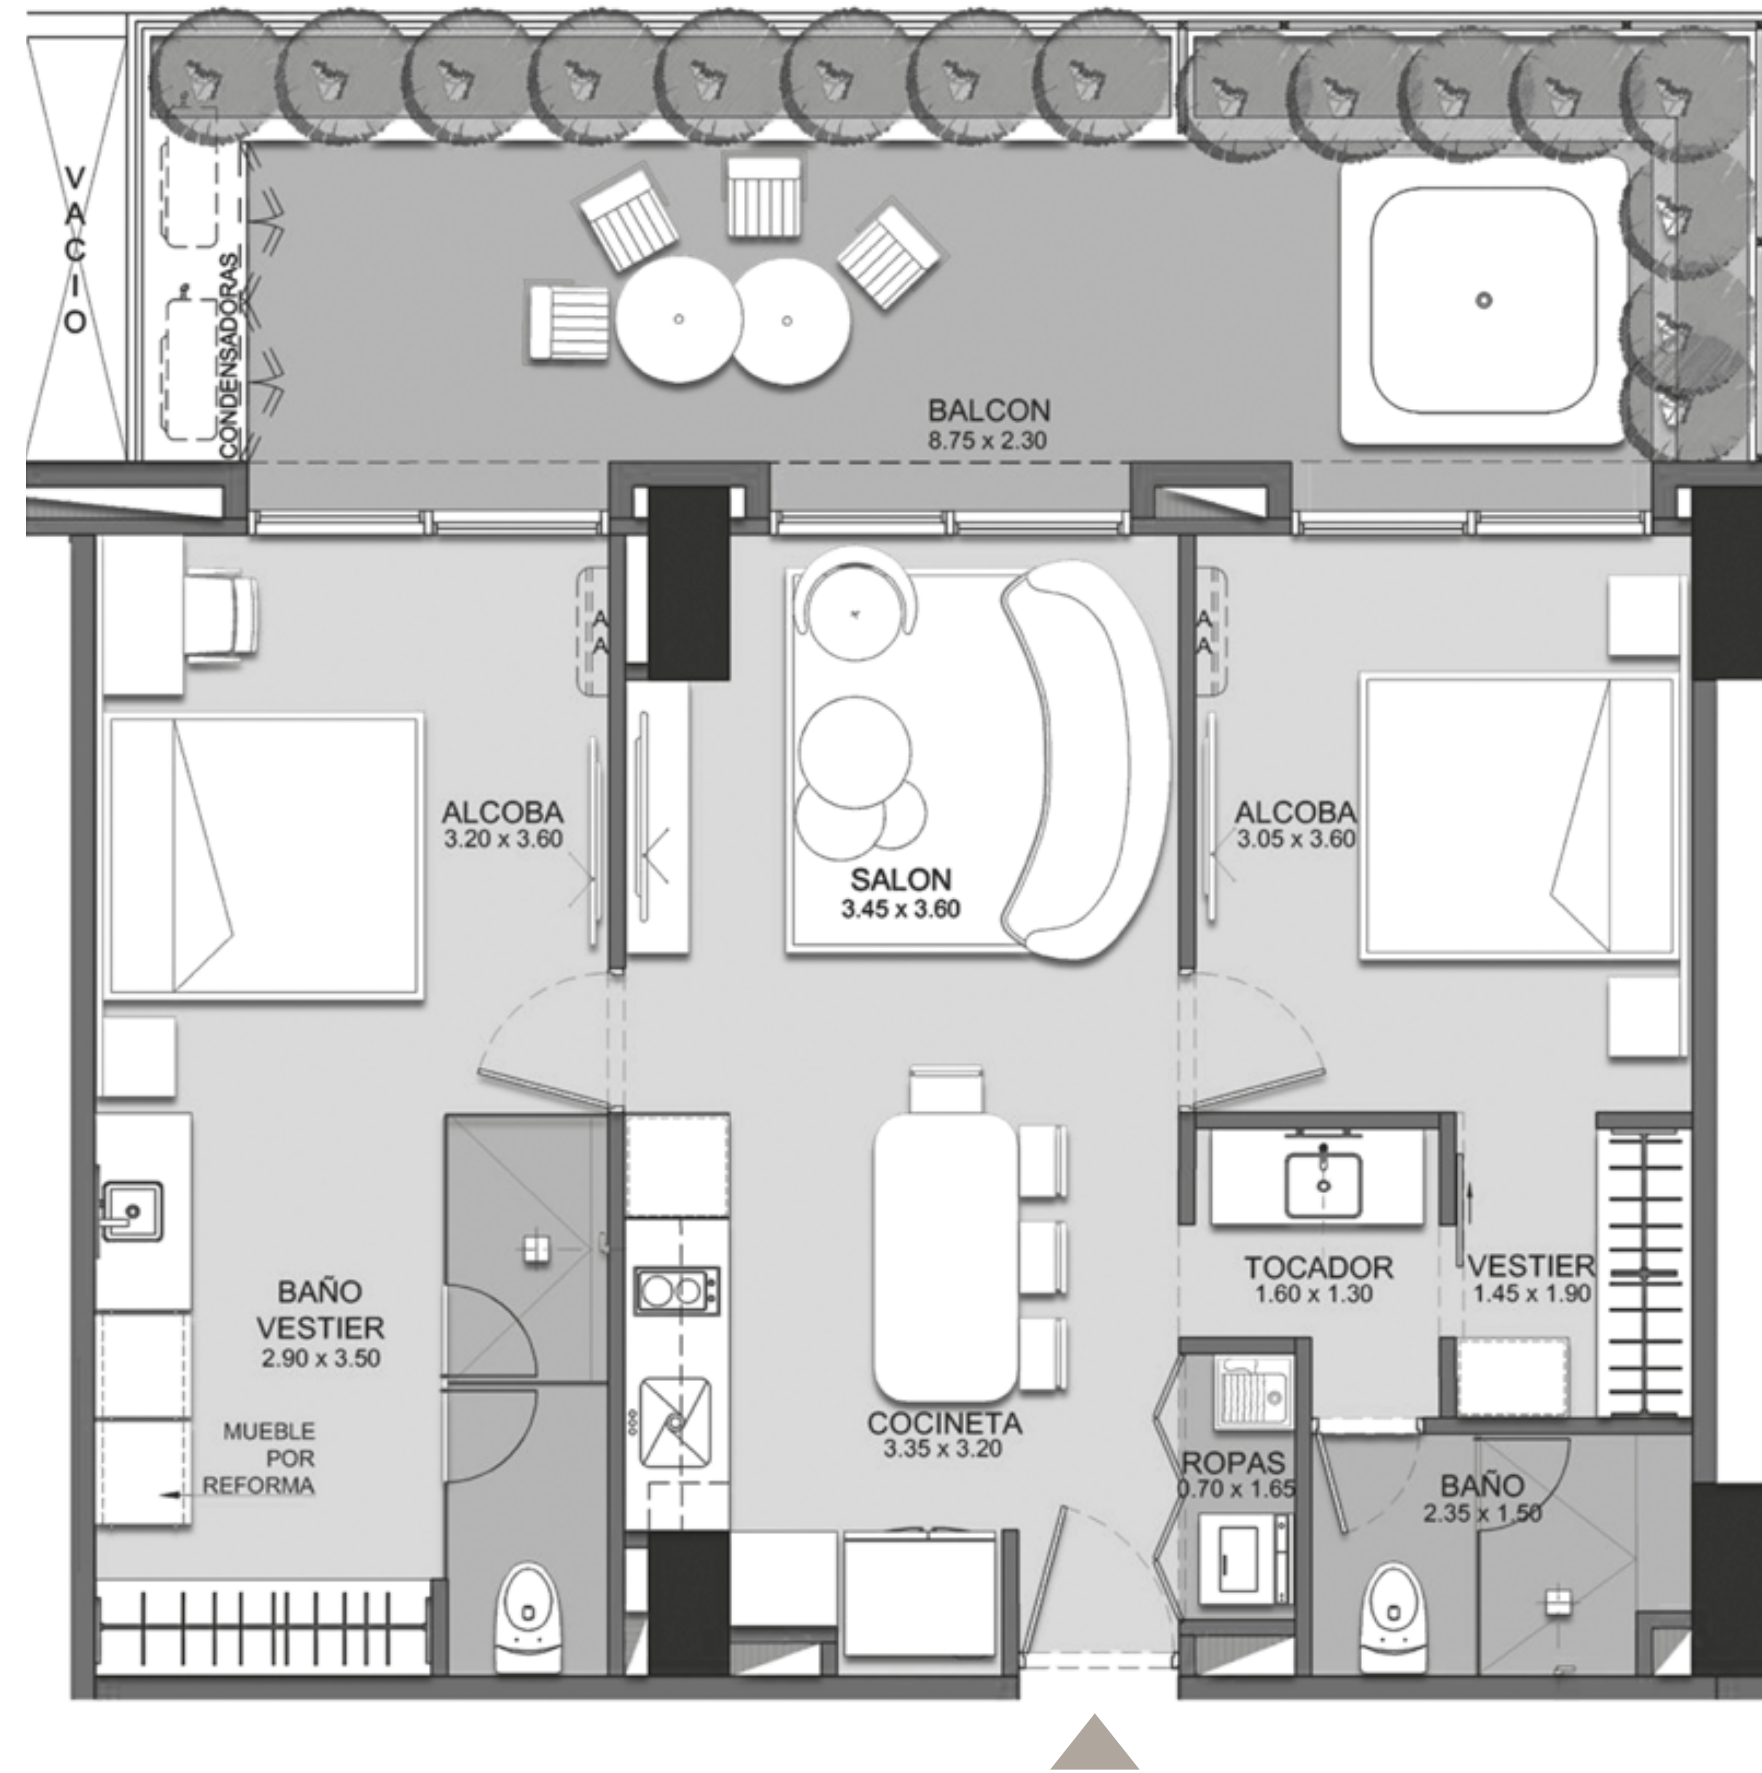 VACIO
CONDENSADORAS
BALCON
8.75 x 2.30
A
A
A
A
ALCOBA
3.20 x 3.60
SALON
3.45 x 3.60
ALCOBA
3.05 x 3.60
BAÑO
VESTIER
2.90 x 3.50
MUEBLE
POR
REFORMA
COCINETA
3.35 x 3.20
TOCADOR
1.60 x 1.30
VESTIER
1.45 x 1.90
ROPAS
0.70 x 1.65
BAÑO
2.35 x 1.50